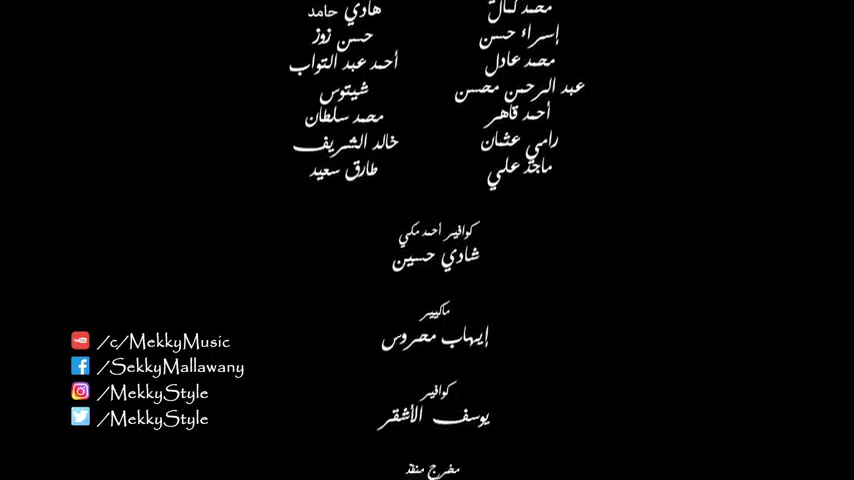 محمد كمال
هادي حامد
إسراء حسن
حسن زوز
محمد عادل
أحمد عبد التواب
عبد الرحمن محسن
شيتوس
أحمد قاهر
محمد سلطان
رامي عثمان
خالد الشريف
ماجد علي
طارق سعيد
كوافير أحمد مكي
شادي حسين
ماكيير
إيهاب محروس
كوافير
يوسف الأشقر
مخرج منفذ
/c/MekkyMusic
/SekkyMallawany
/MekkyStyle
/MekkyStyle